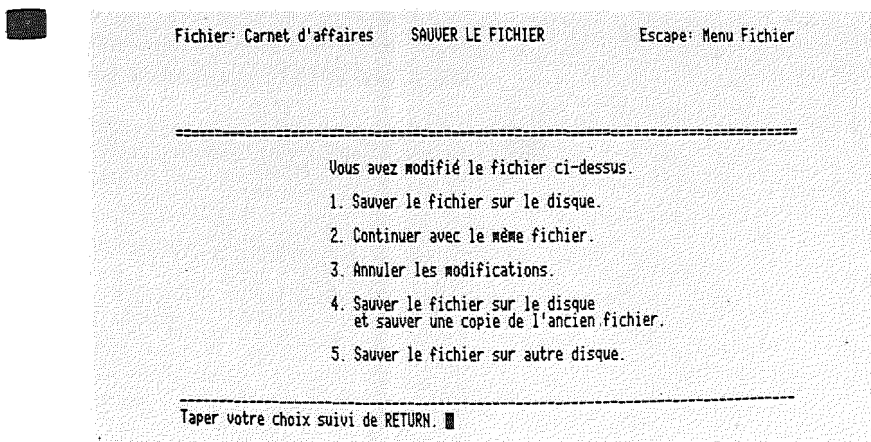 Fichier: Carnet d'affaires SAUVER LE FICHIER Escape: Menu Fichier
Vous avez modifié le fichier ci-dessus.
1. Sauver le fichier sur le disque.
2. Continuer avec le même fichier.
3. Annuler les modifications.
4. Sauver le fichier sur le disque
et sauver une copie de l'ancien fichier.
5. Sauver le fichier sur autre disque.
Taper votre choix suivi de RETURN.